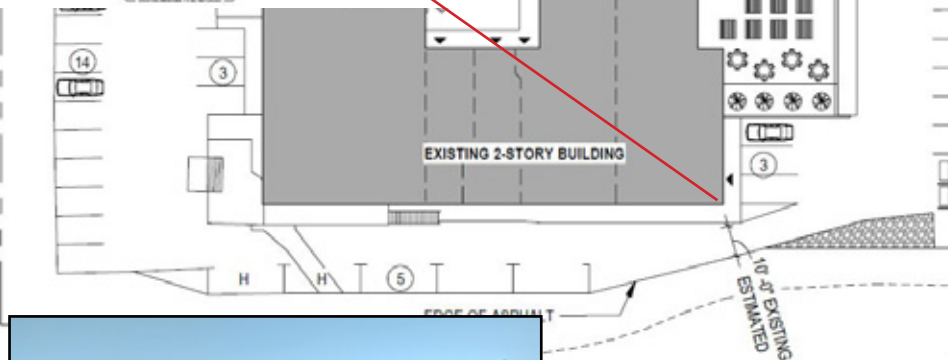 14
3
EXISTING 2-STORY BUILDING
3
H
H
5
EDGE OF ASPHALT
10'-0" EXISTING
ESTIMATED